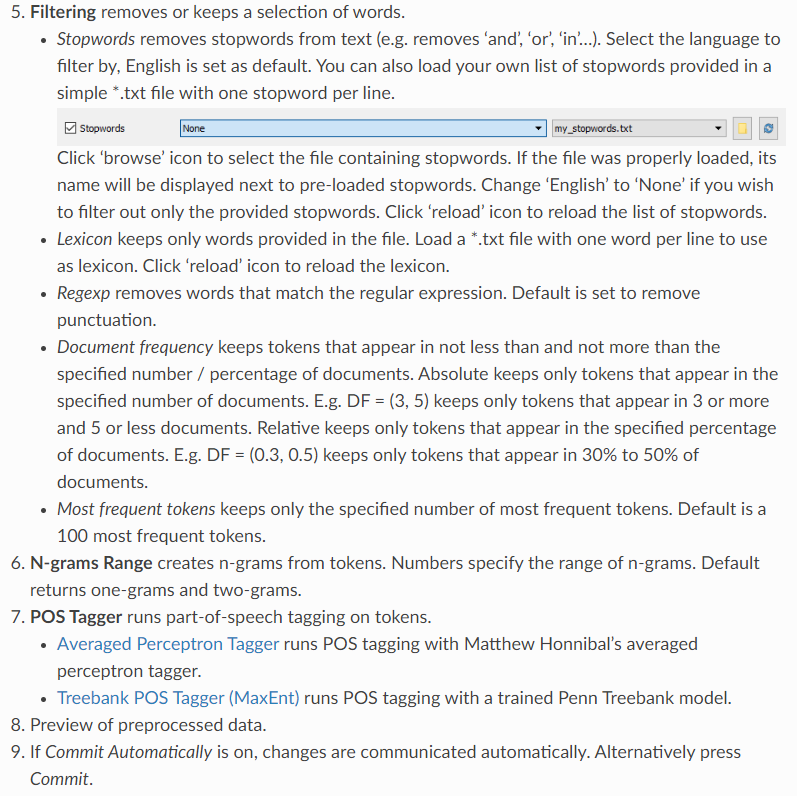 5. Filtering removes or keeps a selection of words.
• Stopwords removes stopwords from text (e.g. removes ‘and’, ‘or’, ‘in’…). Select the language to
filter by, English is set as default. You can also load your own list of stopwords provided in a
simple *.txt file with one stopword per line.
Stopwords None my_stopwords.txt
Click ‘browse’ icon to select the file containing stopwords. If the file was properly loaded, its
name will be displayed next to pre-loaded stopwords. Change ‘English’ to ‘None’ if you wish
to filter out only the provided stopwords. Click ‘reload’ icon to reload the list of stopwords.
• Lexicon keeps only words provided in the file. Load a *.txt file with one word per line to use
as lexicon. Click ‘reload’ icon to reload the lexicon.
• Regexp removes words that match the regular expression. Default is set to remove
punctuation.
• Document frequency keeps tokens that appear in not less than and not more than the
specified number / percentage of documents. Absolute keeps only tokens that appear in the
specified number of documents. E.g. DF = (3, 5) keeps only tokens that appear in 3 or more
and 5 or less documents. Relative keeps only tokens that appear in the specified percentage
of documents. E.g. DF = (0.3, 0.5) keeps only tokens that appear in 30% to 50% of
documents.
• Most frequent tokens keeps only the specified number of most frequent tokens. Default is a
100 most frequent tokens.
6. N-grams Range creates n-grams from tokens. Numbers specify the range of n-grams. Default
returns one-grams and two-grams.
7. POS Tagger runs part-of-speech tagging on tokens.
• Averaged Perceptron Tagger runs POS tagging with Matthew Honnibal’s averaged
perceptron tagger.
• Treebank POS Tagger (MaxEnt) runs POS tagging with a trained Penn Treebank model.
8. Preview of preprocessed data.
9. If Commit Automatically is on, changes are communicated automatically. Alternatively press
Commit.